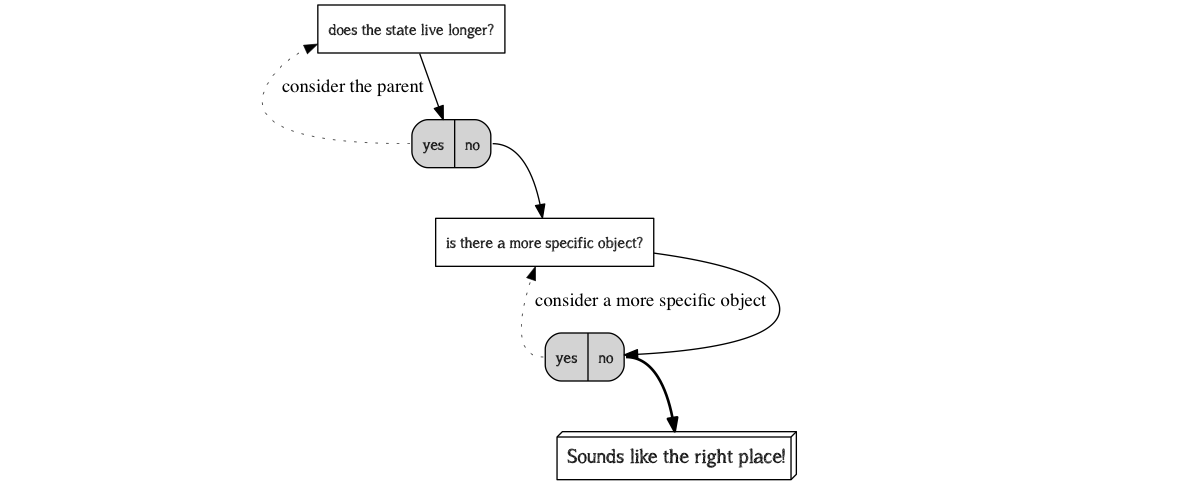 does the state live longer?
consider the parent
yes
no
is there a more specific object?
consider a more specific object
yes
no
Sounds like the right place!